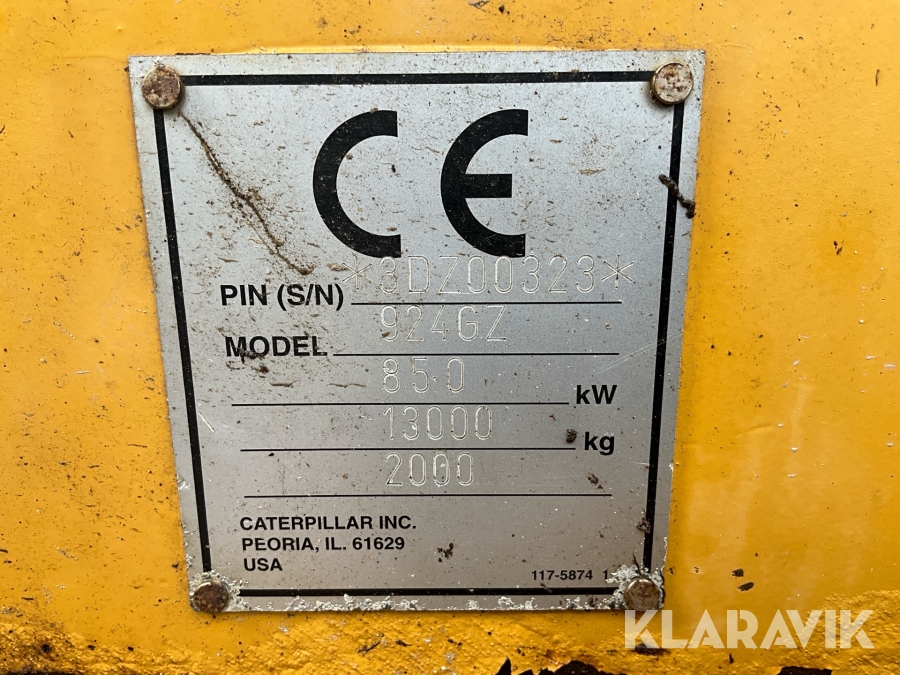 CE
PIN (S/N) *3DZ00323*
MODEL 924GZ
85.0 kW
13000 kg
2000
CATERPILLAR INC.
PEORIA, IL. 61629
USA
117-5874 1
KLARAVIK